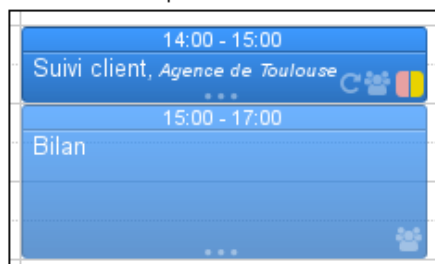 14:00 - 15:00
Suivi client, Agence de Toulouse
15:00 - 17:00
Bilan